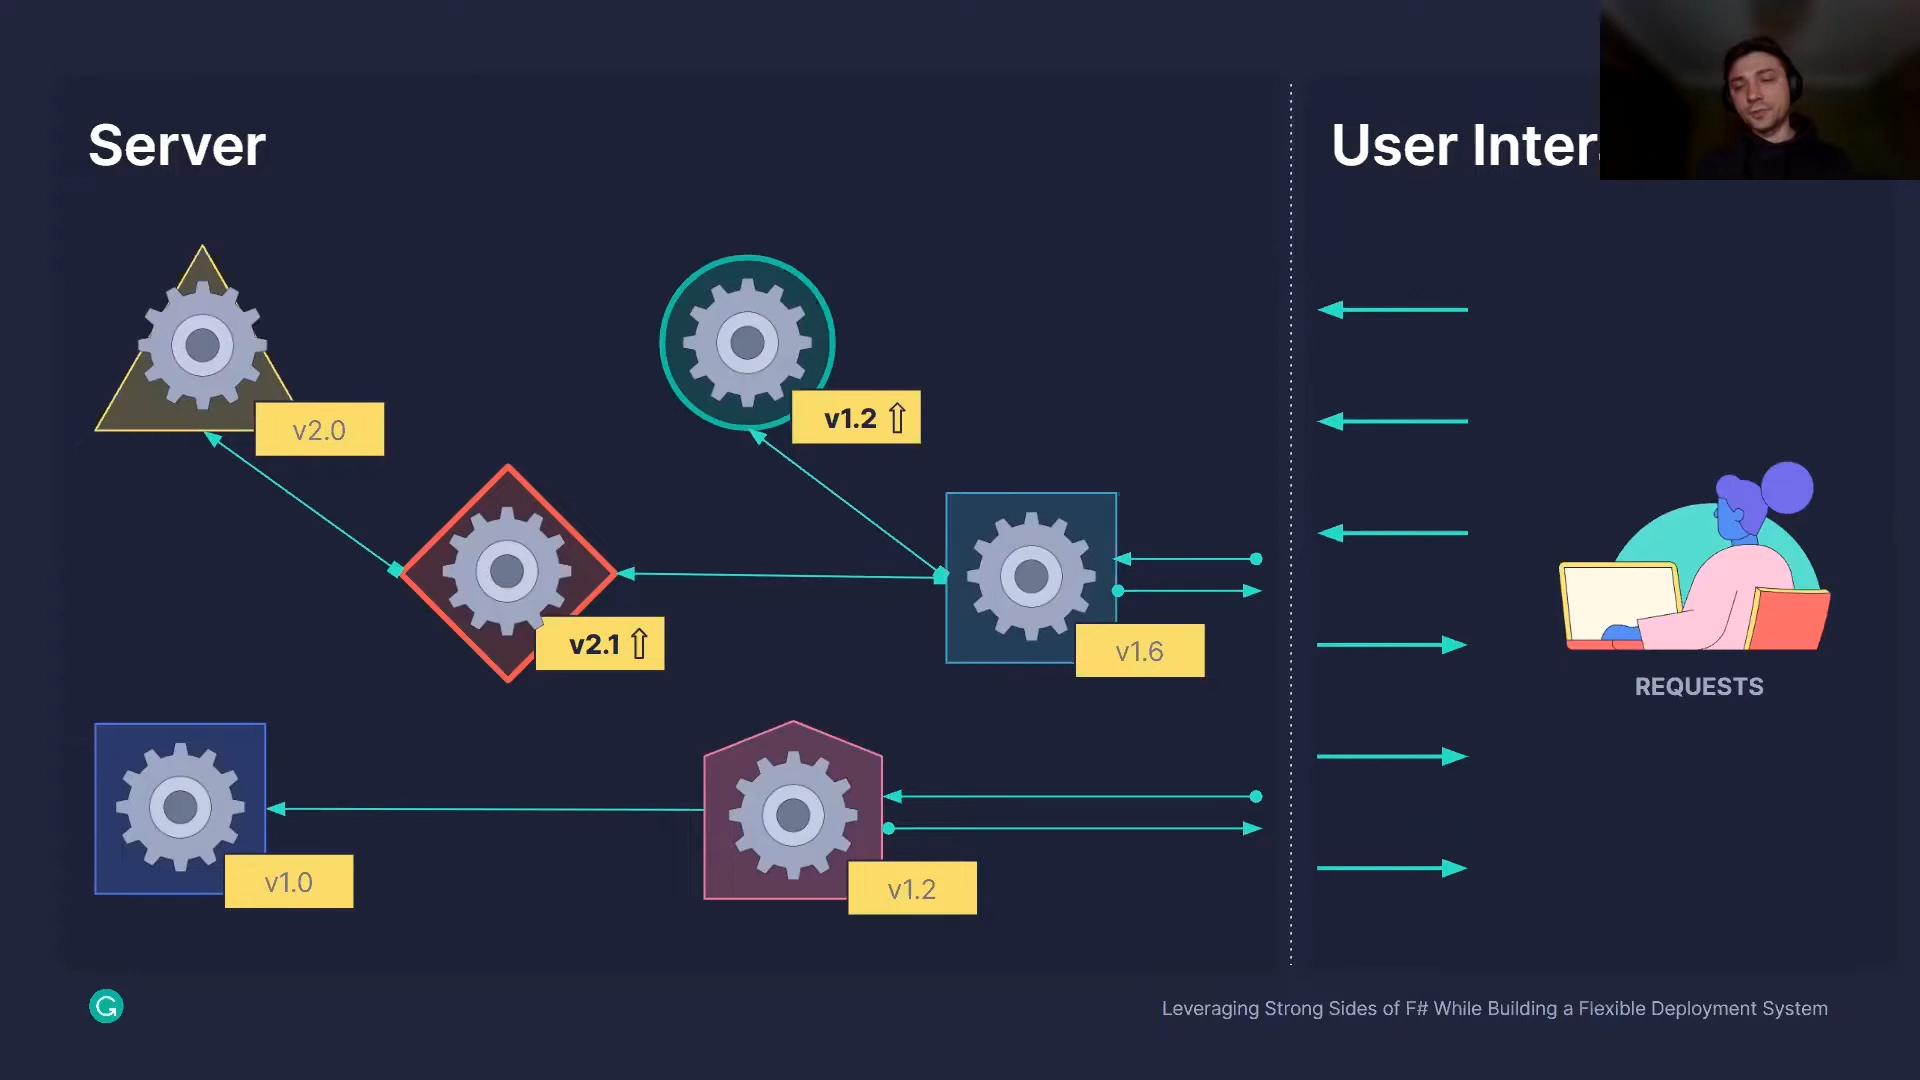 Server
User Inter
v2.0
v1.2 ⇧
v2.1 ⇧
v1.6
REQUESTS
v1.0
v1.2
Leveraging Strong Sides of F# While Building a Flexible Deployment System